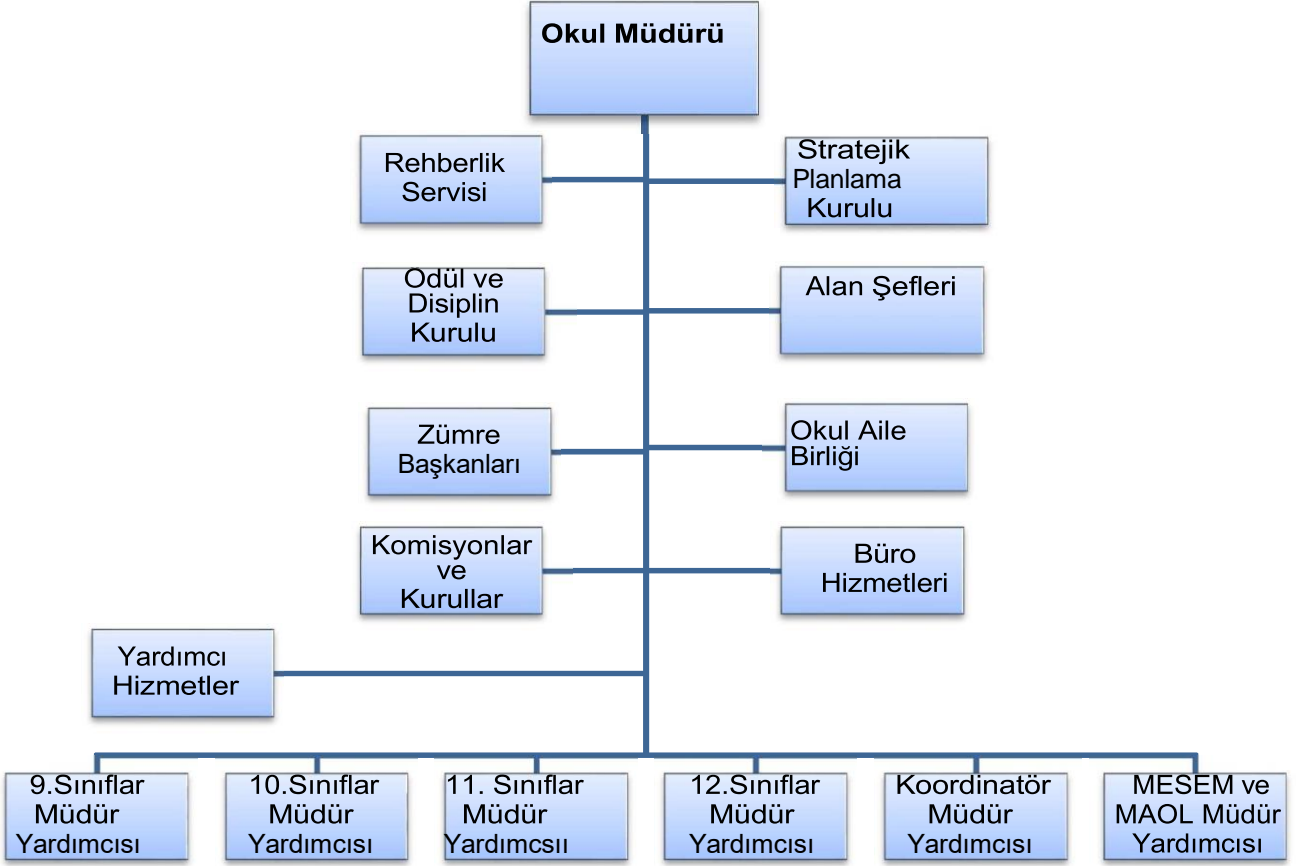 Okul Müdürü
Rehberlik
Servisi
Stratejik
Planlama
Kurulu
Odül ve
Disiplin
Kurulu
Alan Şefleri
Zümre
Başkanları
Okul Aile
Birliği
Komisyonlar
ve
Kurullar
Büro
Hizmetleri
Yardımcı
Hizmetler
9.Sınıflar
Müdür
Yardımcısı
10.Sınıflar
Müdür
Yardımcısı
11. Sınıflar
Müdür
Yardımcsıı
12.Sınıflar
Müdür
Yardımcısı
Koordinatör
Müdür
Yardımcısı
MESEM ve
MAOL Müdür
Yardımcısı